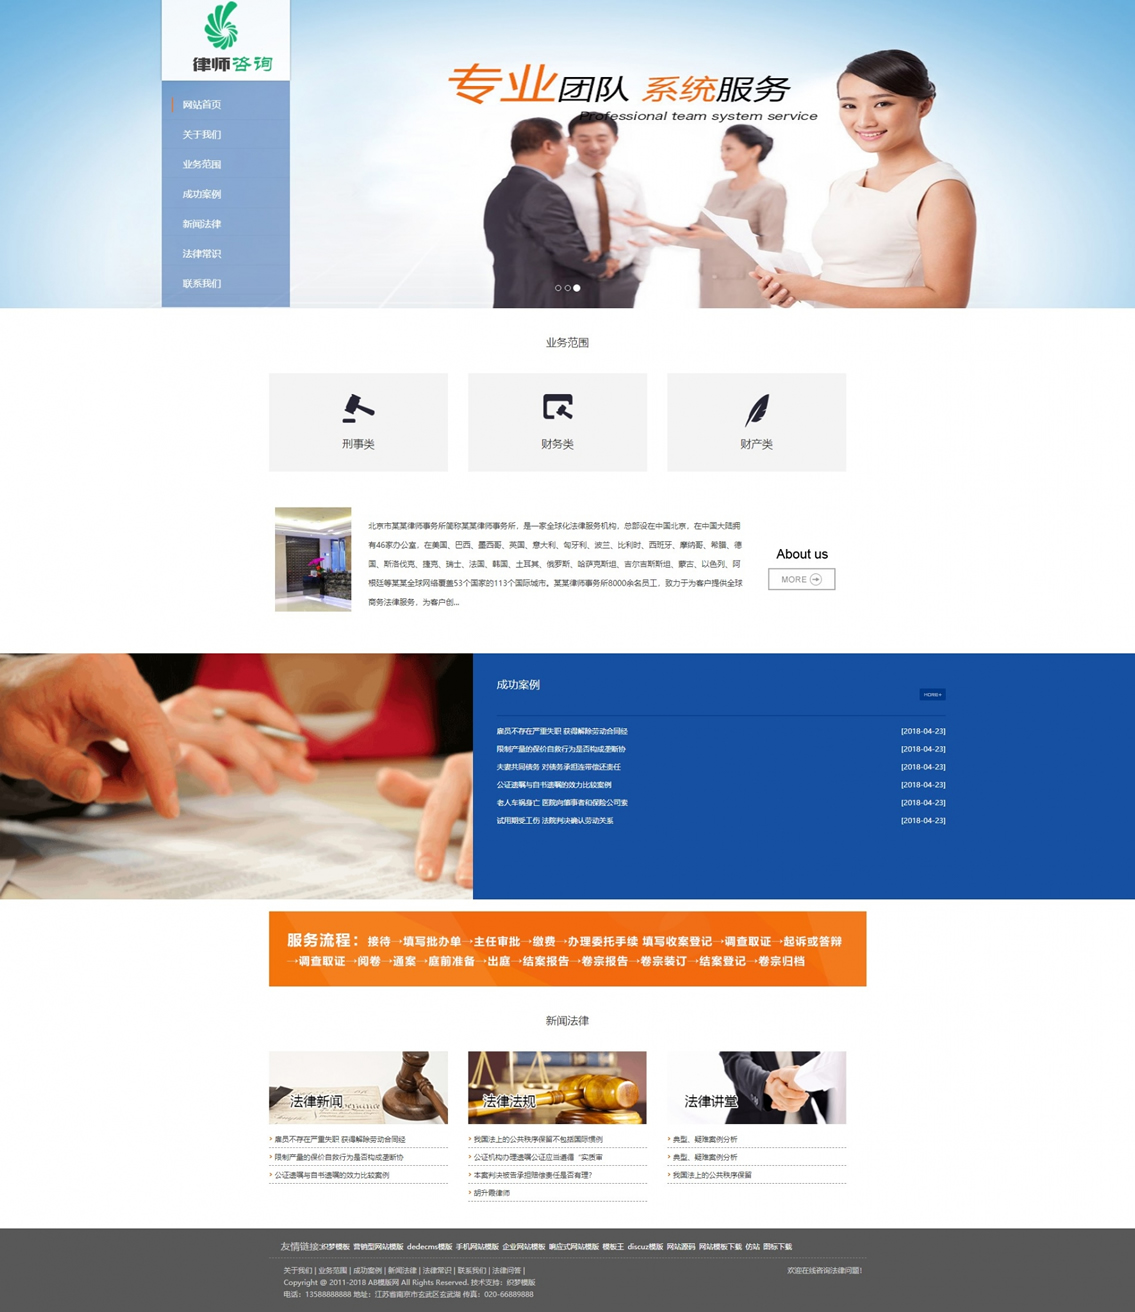 律师咨询
网站首页
关于我们
业务范围
成功案例
新闻法律
法律常识
联系我们
专业团队 系统服务
Professional team system service
业务范围
刑事类
财务类
财产类
北京市某某律师事务所简称某某律师事务所，是一家全球化法律服务机构，总部设在中国北京，在中国大陆拥
有46家办公室，在美国、巴西、墨西哥、英国、意大利、匈牙利、波兰、比利时、西班牙、摩纳哥、希腊、德
国、斯洛伐克、捷克、瑞士、法国、韩国、土耳其、俄罗斯、哈萨克斯坦、吉尔吉斯斯坦、蒙古、以色列、阿
根廷等某某全球网络覆盖53个国家的113个国际城市。某某律师事务所8000余名员工，致力于为客户提供全球
商务法律服务，为客户创...
About us
MORE
成功案例
HOME+
雇员不存在严重失职 获得解除劳动合同经 [2018-04-23]
限制产量的保价自救行为是否构成垄断协 [2018-04-23]
夫妻共同债务 对债务承担连带偿还责任 [2018-04-23]
公证遗嘱与自书遗嘱的效力比较案例 [2018-04-23]
老人车祸身亡 医院向肇事者和保险公司索 [2018-04-23]
试用期受工伤 法院判决确认劳动关系 [2018-04-23]
服务流程：接待→填写批办单→主任审批→缴费→办理委托手续 填写收案登记→调查取证→起诉或答辩
→调查取证→阅卷→通案→庭前准备→出庭→结案报告→卷宗报告→卷宗装订→结案登记→卷宗归档
新闻法律
法律新闻
雇员不存在严重失职 获得解除劳动合同经
限制产量的保价自救行为是否构成垄断协
公证遗嘱与自书遗嘱的效力比较案例
法律法规
我国法上的公共秩序保留不包括国际惯例
公证机构办理遗嘱公证应当遵循“实质审
本案判决被告承担赔偿责任是否有理？
胡升霞律师
法律讲堂
典型、疑难案例分析
典型、疑难案例分析
我国法上的公共秩序保留
友情链接:织梦模板 营销型网站模版 dedecms模版 手机网站模版 企业网站模板 响应式网站模版 模板王 discuz模版 网站源码 网站模板下载 仿站 图标下载
关于我们 | 业务范围 | 成功案例 | 新闻法律 | 法律常识 | 联系我们 | 法律问答 | 欢迎在线咨询法律问题!
Copyright @ 2011-2018 AB模版网 All Rights Reserved. 技术支持：织梦模版
电话：13588888888 地址：江苏省南京市玄武区玄武湖 传真：020-66889888